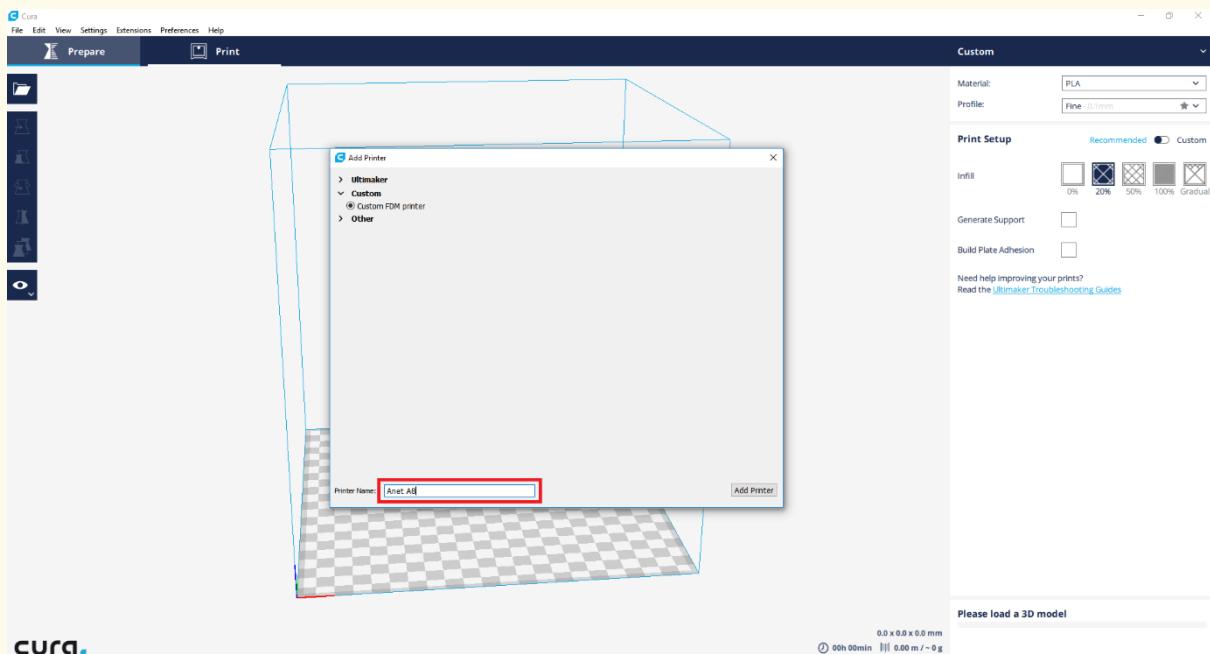 Cura
File Edit View Settings Extensions Preferences Help
Prepare Print Custom
Material: PLA
Profile: Fine - 0.1mm
Print Setup Recommended Custom
Infill
0% 20% 50% 100% Gradual
Generate Support
Build Plate Adhesion
Need help improving your prints?
Read the Ultimaker Troubleshooting Guides
Add Printer
Ultimaker
Custom
Custom FDM printer
Other
Printer Name: Anet A8 Add Printer
Please load a 3D model
0.0 x 0.0 x 0.0 mm
00h 00min 0.00 m / ~ 0 g
cura.